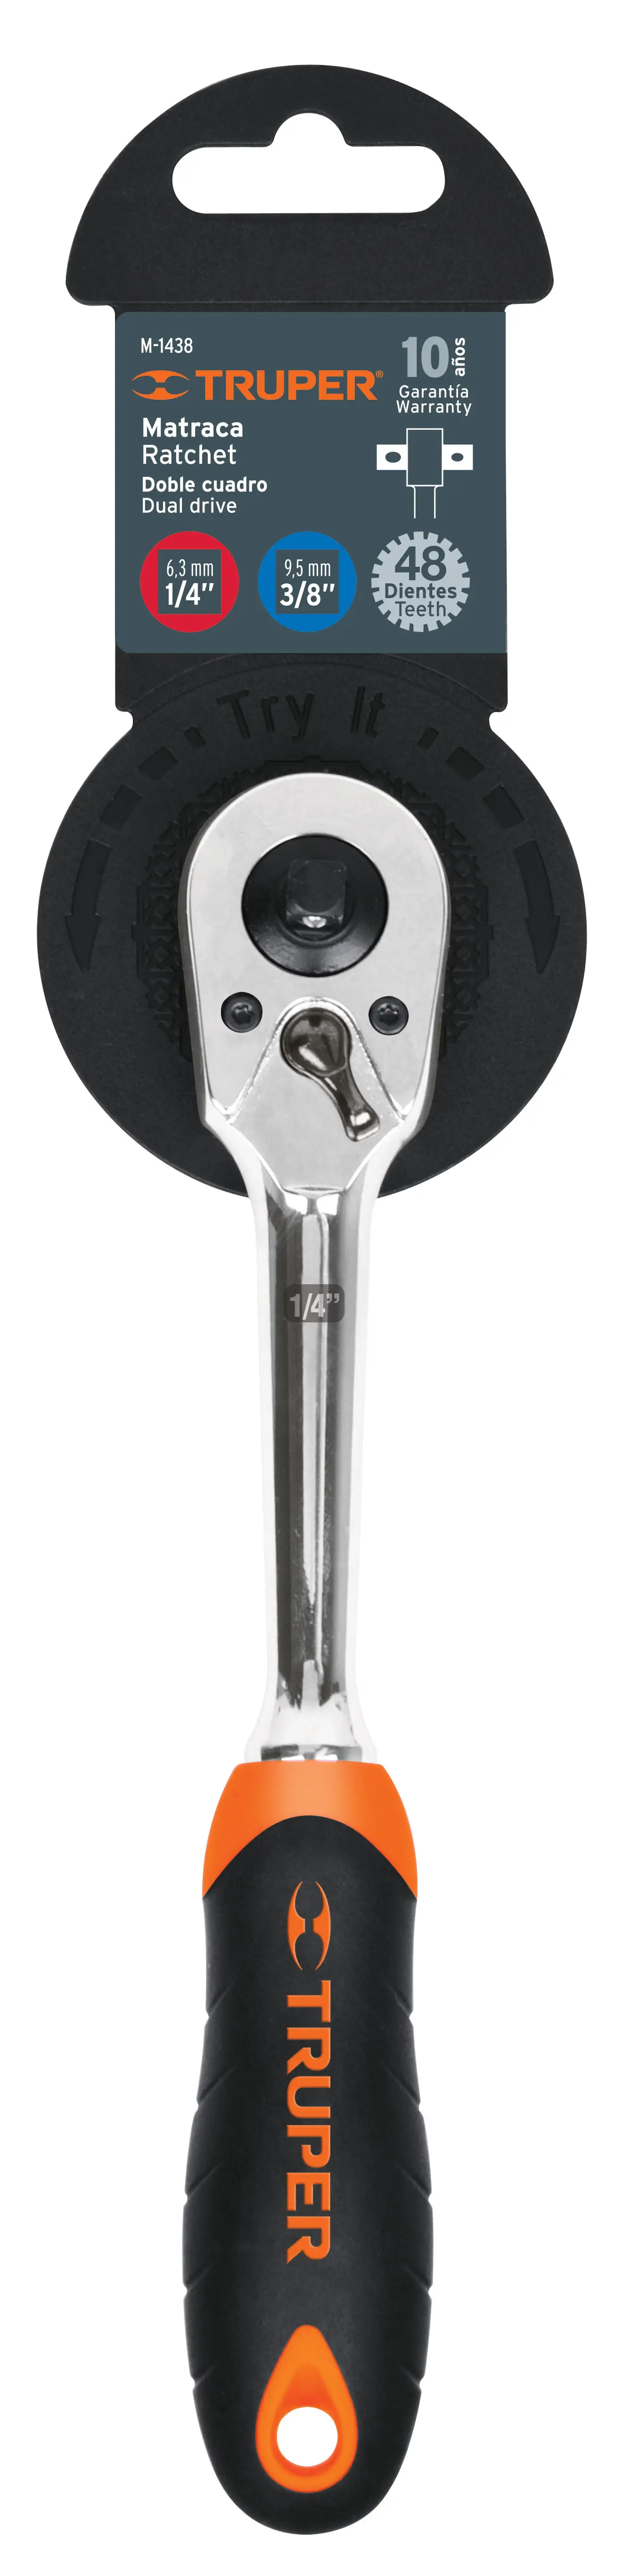 M-1438
10 años
TRUPER®
Garantía
Warranty
Matraca
Ratchet
Doble cuadro
Dual drive
6,3 mm
1/4"
9,5 mm
3/8"
48
Dientes
Teeth
Try It
1/4"
TRUPER